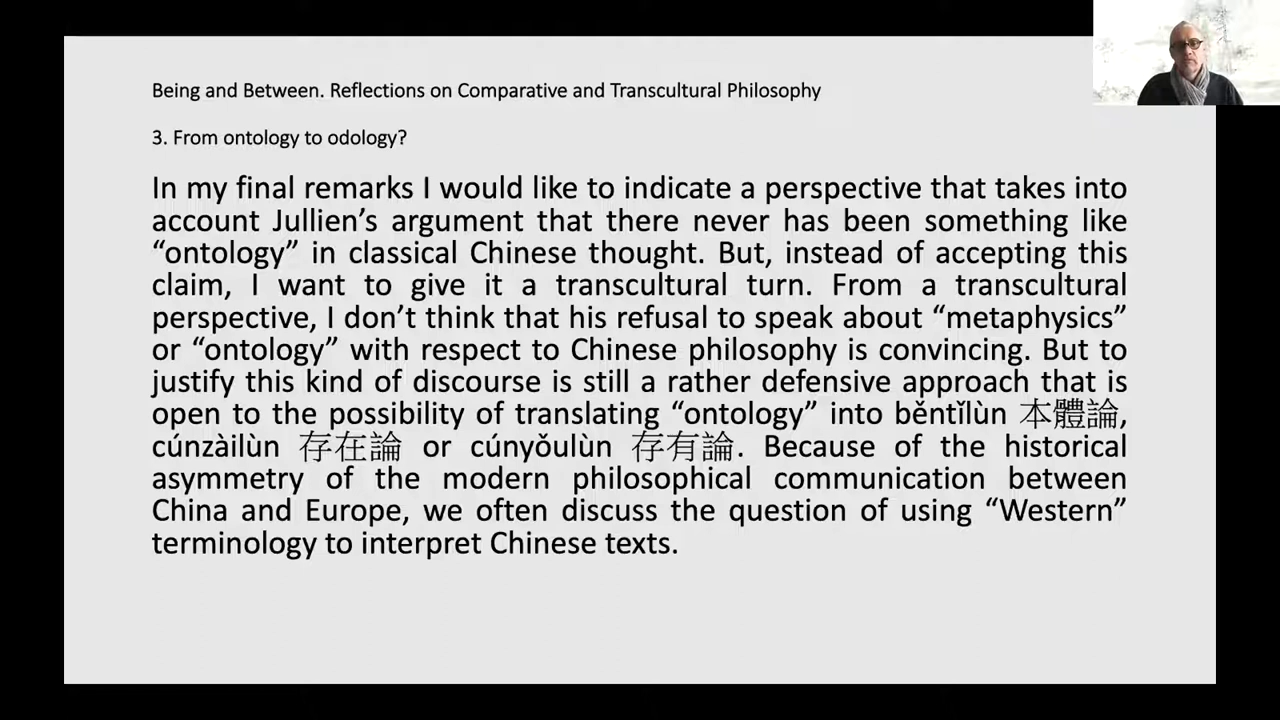 Being and Between. Reflections on Comparative and Transcultural Philosophy
3. From ontology to odology?
In my final remarks I would like to indicate a perspective that takes into
account Jullien’s argument that there never has been something like
“ontology” in classical Chinese thought. But, instead of accepting this
claim, I want to give it a transcultural turn. From a transcultural
perspective, I don’t think that his refusal to speak about “metaphysics”
or “ontology” with respect to Chinese philosophy is convincing. But to
justify this kind of discourse is still a rather defensive approach that is
open to the possibility of translating “ontology” into běntǐlùn 本體論,
cúnzàilùn 存在論 or cúnyǒulùn 存有論. Because of the historical
asymmetry of the modern philosophical communication between
China and Europe, we often discuss the question of using “Western”
terminology to interpret Chinese texts.